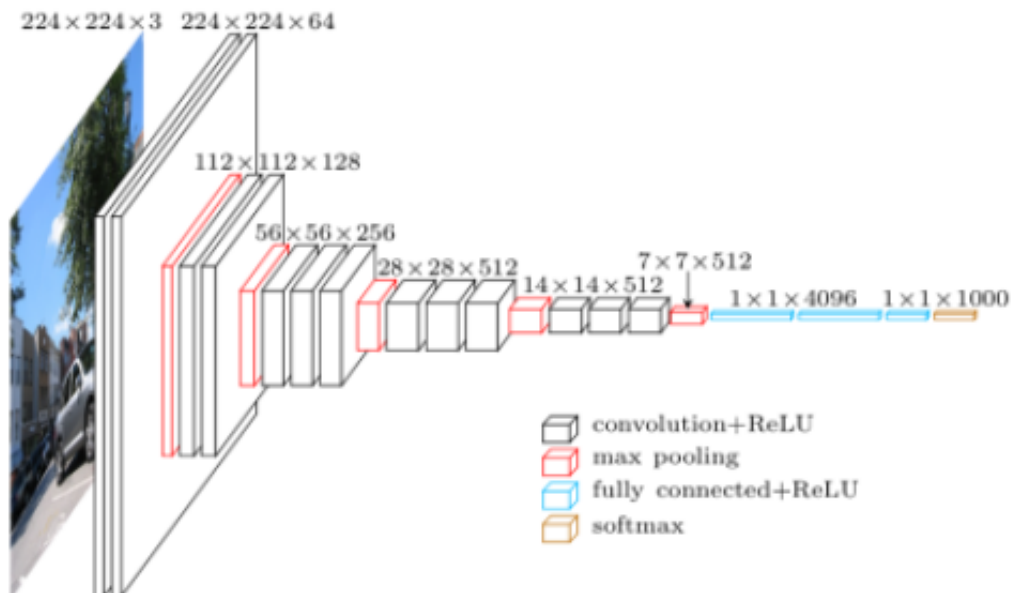 224×224×3
224×224×64
112×112×128
56×56×256
28×28×512
14×14×512
7×7×512
1×1×4096
1×1×1000
convolution+ReLU
max pooling
fully connected+ReLU
softmax